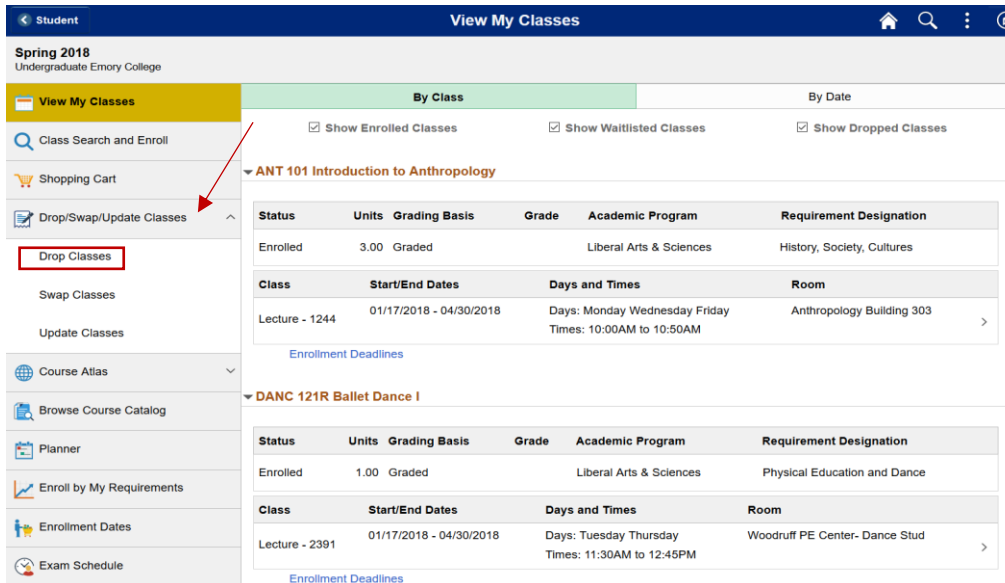 Student
View My Classes
Spring 2018
Undergraduate Emory College
View My Classes
Class Search and Enroll
Shopping Cart
Drop/Swap/Update Classes
Drop Classes
Swap Classes
Update Classes
Course Atlas
Browse Course Catalog
Planner
Enroll by My Requirements
Enrollment Dates
Exam Schedule
By Class By Date
Show Enrolled Classes Show Waitlisted Classes Show Dropped Classes
ANT 101 Introduction to Anthropology
Status Units Grading Basis Grade Academic Program Requirement Designation
Enrolled 3.00 Graded Liberal Arts & Sciences History, Society, Cultures
Class Start/End Dates Days and Times Room
Lecture - 1244 01/17/2018 - 04/30/2018 Days: Monday Wednesday Friday Anthropology Building 303
Times: 10:00AM to 10:50AM
Enrollment Deadlines
DANC 121R Ballet Dance I
Status Units Grading Basis Grade Academic Program Requirement Designation
Enrolled 1.00 Graded Liberal Arts & Sciences Physical Education and Dance
Class Start/End Dates Days and Times Room
Lecture - 2391 01/17/2018 - 04/30/2018 Days: Tuesday Thursday Woodruff PE Center- Dance Stud
Times: 11:30AM to 12:45PM
Enrollment Deadlines